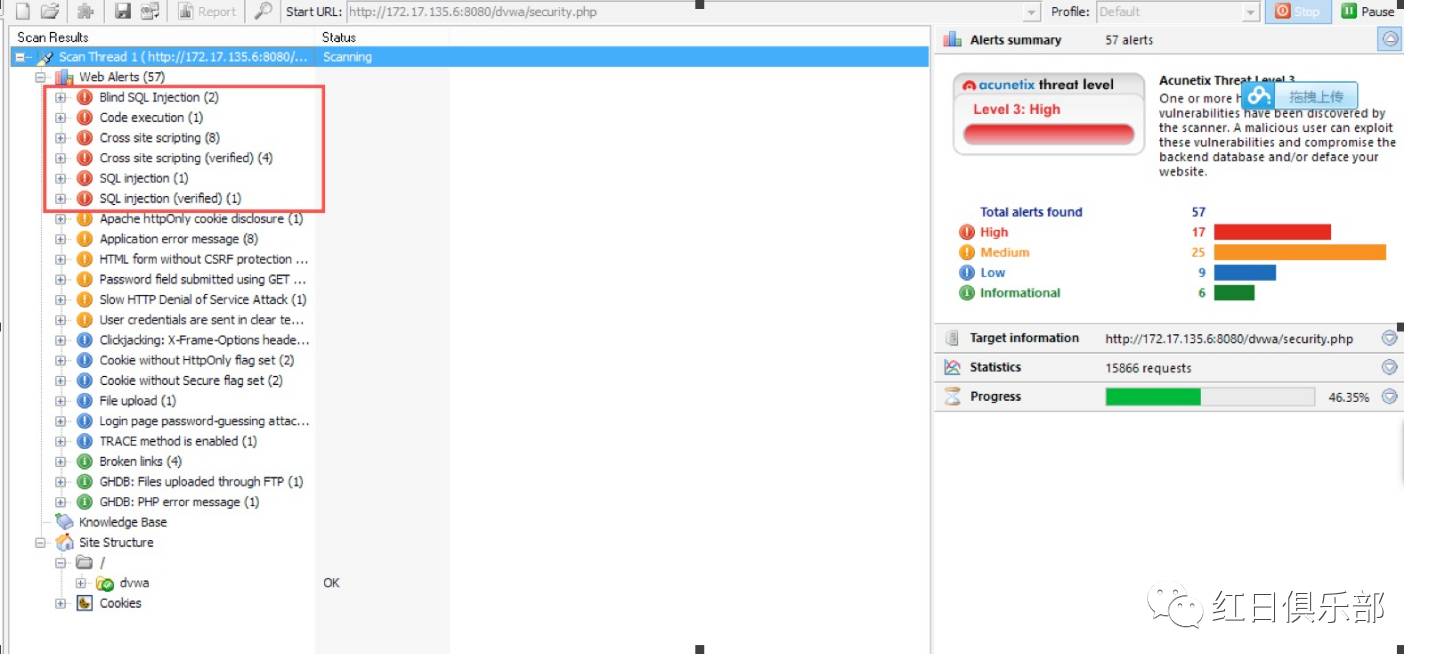 Report
Start URL: http://172.17.135.6:8080/dvwa/security.php
Profile: Default
Stop
Pause
Scan Results Status
Scan Thread 1 ( http://172.17.135.6:8080/... Scanning
Web Alerts (57)
Blind SQL Injection (2)
Code execution (1)
Cross site scripting (8)
Cross site scripting (verified) (4)
SQL injection (1)
SQL injection (verified) (1)
Apache httpOnly cookie disclosure (1)
Application error message (8)
HTML form without CSRF protection ...
Password field submitted using GET ...
Slow HTTP Denial of Service Attack (1)
User credentials are sent in clear te...
Clickjacking: X-Frame-Options heade...
Cookie without HttpOnly flag set (2)
Cookie without Secure flag set (2)
File upload (1)
Login page password-guessing attac...
TRACE method is enabled (1)
Broken links (4)
GHDB: Files uploaded through FTP (1)
GHDB: PHP error message (1)
Knowledge Base
Site Structure
/
dvwa OK
Cookies
Alerts summary 57 alerts
acunetix threat level
Level 3: High
Acunetix Threat Level 3
One or more h
拖拽上传
vulnerabilities have been discovered by
the scanner. A malicious user can exploit
these vulnerabilities and compromise the
backend database and/or deface your
website.
Total alerts found 57
High 17
Medium 25
Low 9
Informational 6
Target information http://172.17.135.6:8080/dvwa/security.php
Statistics 15866 requests
Progress 46.35%
红日俱乐部